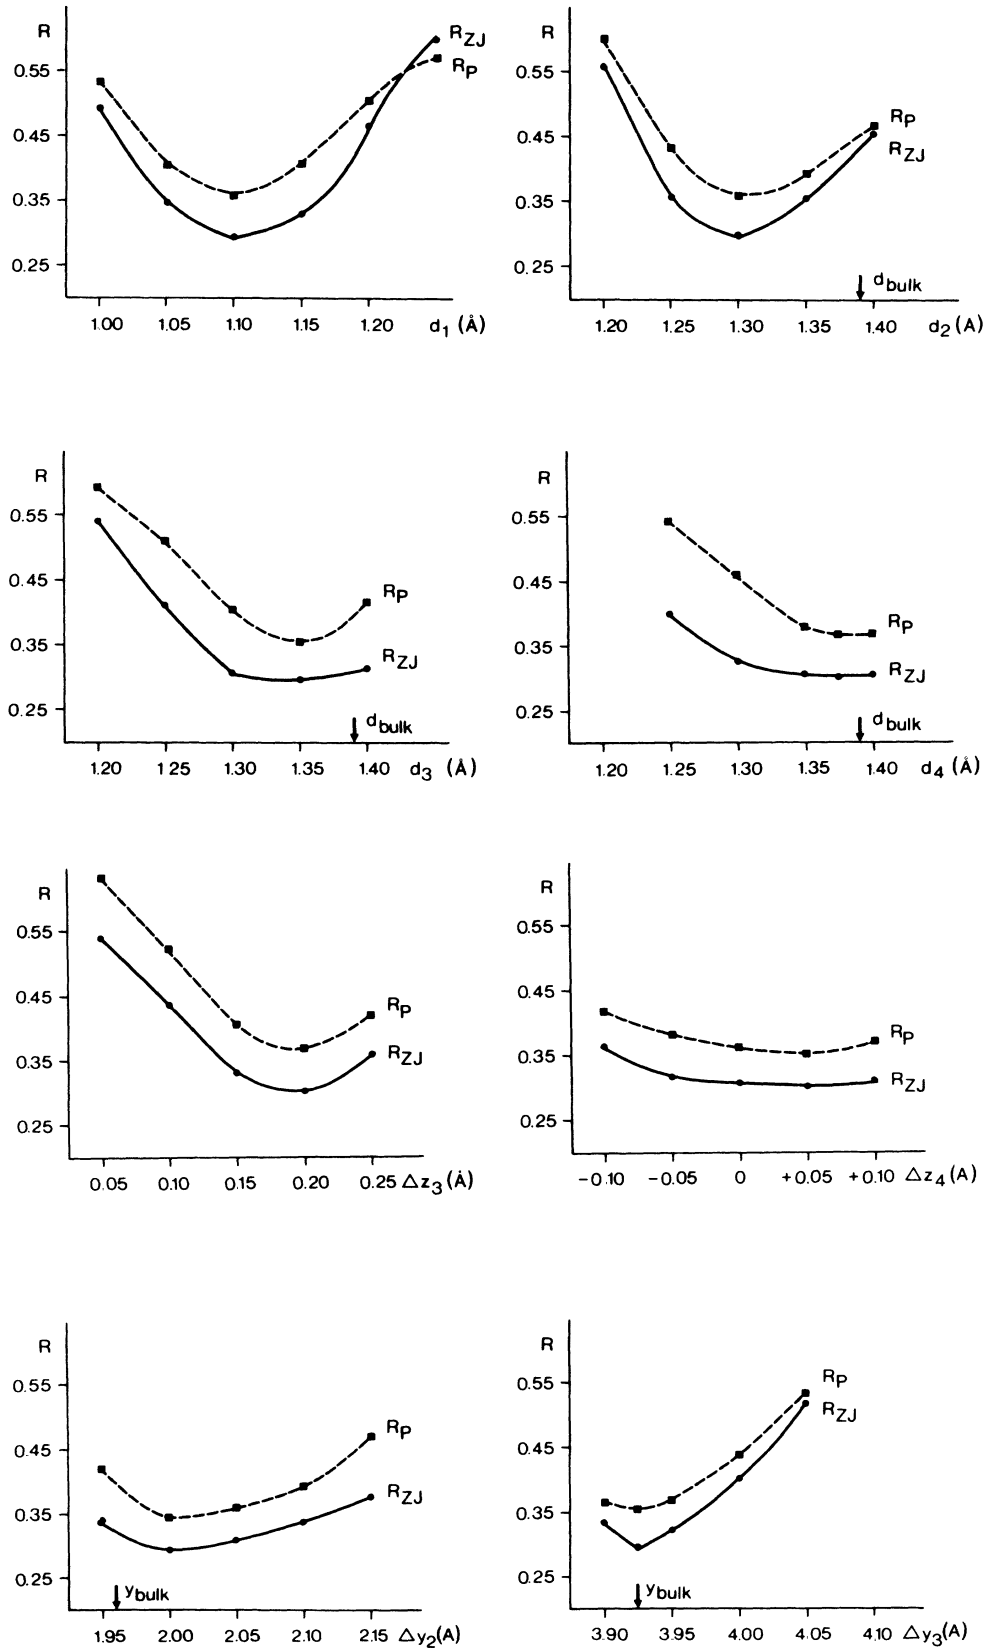 R
0.55
0.45
0.35
0.25
1.00 1.05 1.10 1.15 1.20 d1 (Å)
RZJ
RP
R
0.55
0.45
0.35
0.25
1.20 1.25 1.30 1.35 1.40 d2 (A)
RP
RZJ
dbulk
R
0.55
0.45
0.35
0.25
1.20 1.25 1.30 1.35 1.40 d3 (Å)
RP
RZJ
dbulk
R
0.55
0.45
0.35
0.25
1.20 1.25 1.30 1.35 1.40 d4 (Å)
RP
RZJ
dbulk
R
0.55
0.45
0.35
0.25
0.05 0.10 0.15 0.20 0.25 Δz3 (Å)
RP
RZJ
R
0.55
0.45
0.35
0.25
-0.10 -0.05 0 +0.05 +0.10 Δz4 (A)
RP
RZJ
R
0.55
0.45
0.35
0.25
1.95 2.00 2.05 2.10 2.15 Δy2(A)
RP
RZJ
ybulk
R
0.55
0.45
0.35
0.25
3.90 3.95 4.00 4.05 4.10 Δy3(A)
RP
RZJ
ybulk